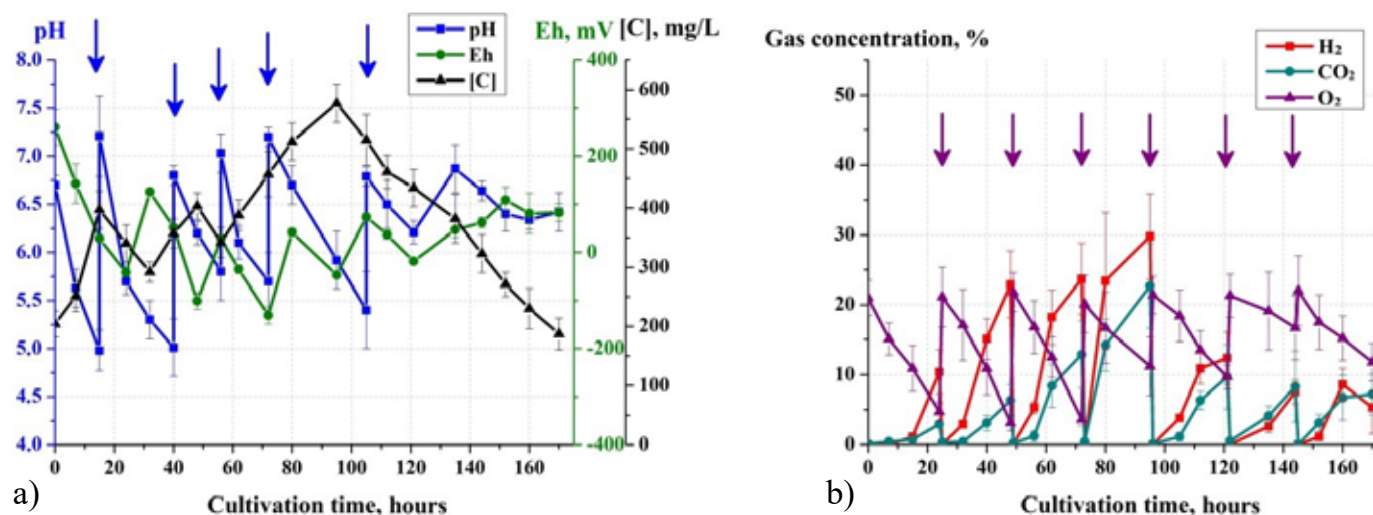 pH
Eh, mV [C], mg/L
pH
Eh
[C]
8.0
7.5
7.0
6.5
6.0
5.5
5.0
4.5
4.0
400
200
0
-200
-400
600
500
400
300
200
100
0
0 20 40 60 80 100 120 140 160
Cultivation time, hours
a)
Gas concentration, %
H₂
CO₂
O₂
55
50
40
30
20
10
0
0 20 40 60 80 100 120 140 160
Cultivation time, hours
b)